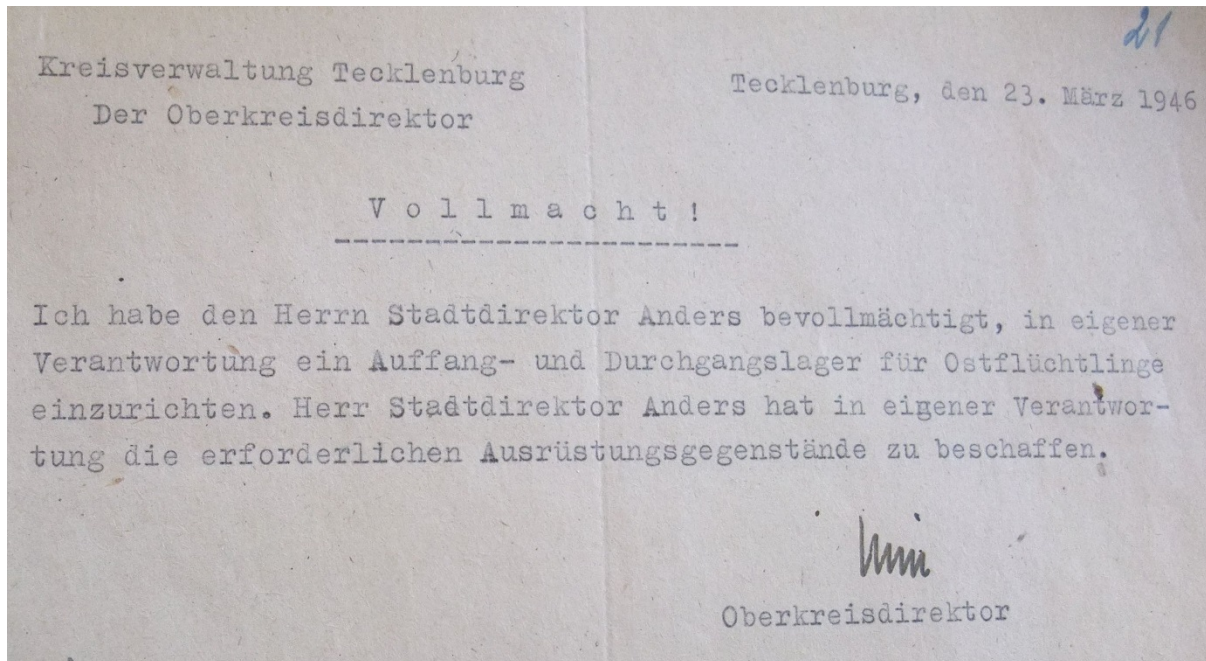 21
Kreisverwaltung Tecklenburg
Tecklenburg, den 23. März 1946
Der Oberkreisdirektor
V o l l m a c h t !
----------------------
Ich habe den Herrn Stadtdirektor Anders bevollmächtigt, in eigener
Verantwortung ein Auffang- und Durchgangslager für Ostflüchtlinge
einzurichten. Herr Stadtdirektor Anders hat in eigener Verantwor-
tung die erforderlichen Ausrüstungsgegenstände zu beschaffen.
Oberkreisdirektor